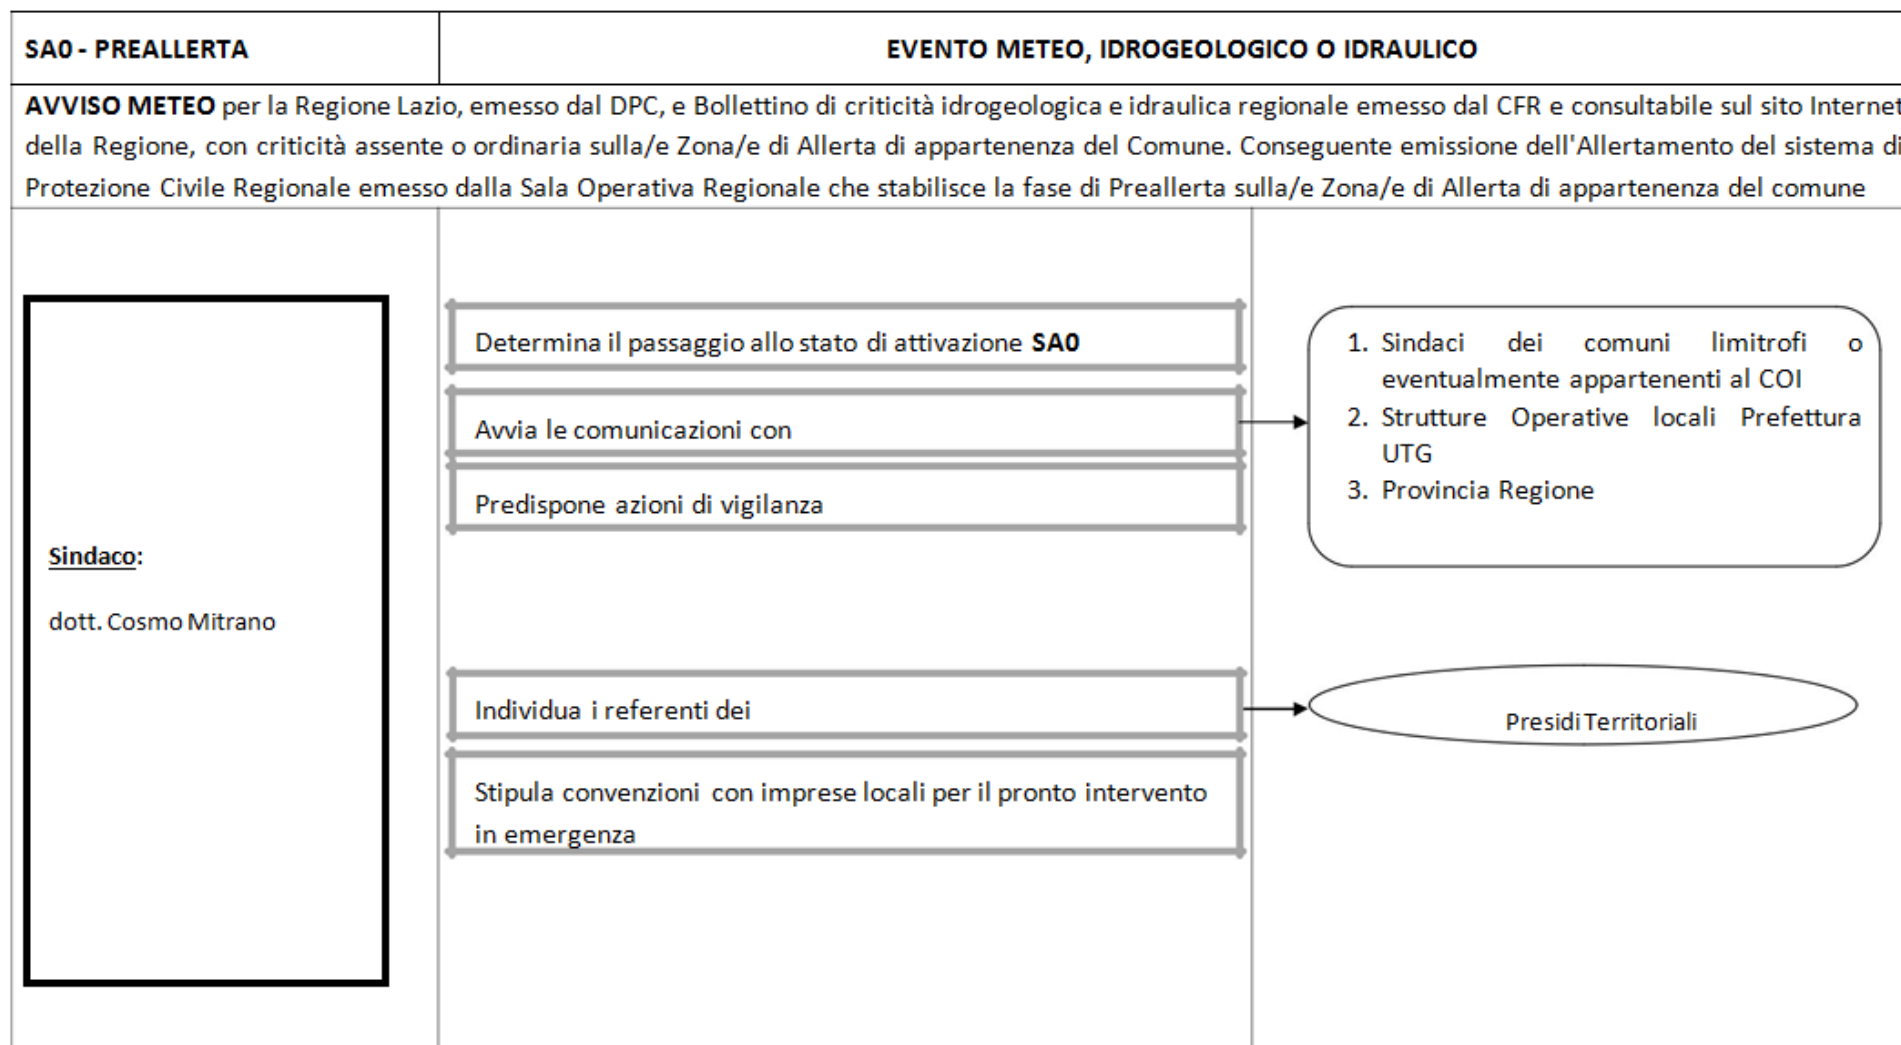 SA0 - PREALLERTA
EVENTO METEO, IDROGEOLOGICO O IDRAULICO
AVVISO METEO per la Regione Lazio, emesso dal DPC, e Bollettino di criticità idrogeologica e idraulica regionale emesso dal CFR e consultabile sul sito Internet
della Regione, con criticità assente o ordinaria sulla/e Zona/e di Allerta di appartenenza del Comune. Conseguente emissione dell'Allertamento del sistema di
Protezione Civile Regionale emesso dalla Sala Operativa Regionale che stabilisce la fase di Preallerta sulla/e Zona/e di Allerta di appartenenza del comune
Sindaco:
dott. Cosmo Mitrano
Determina il passaggio allo stato di attivazione SA0
Avvia le comunicazioni con
Predispone azioni di vigilanza
1. Sindaci dei comuni limitrofi o
eventualmente appartenenti al COI
2. Strutture Operative locali Prefettura
UTG
3. Provincia Regione
Individua i referenti dei
Presidi Territoriali
Stipula convenzioni con imprese locali per il pronto intervento
in emergenza